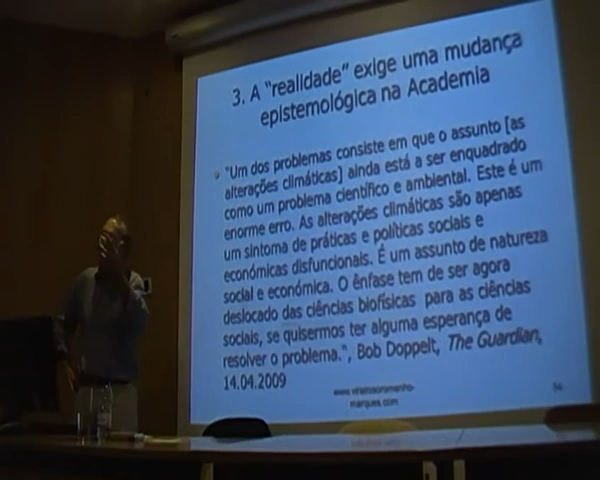 3. A "realidade" exige uma mudança
epistemológica na Academia
"Um dos problemas consiste em que o assunto [as
alterações climáticas] ainda está a ser enquadrado
como um problema científico e ambiental. Este é um
enorme erro. As alterações climáticas são apenas
um sintoma de práticas e políticas sociais e
económicas disfuncionais. É um assunto de natureza
social e económica. O ênfase tem de ser agora
deslocado das ciências biofísicas para as ciências
sociais, se quisermos ter alguma esperança de
resolver o problema.", Bob Doppelt, The Guardian,
14.04.2009
marques.com